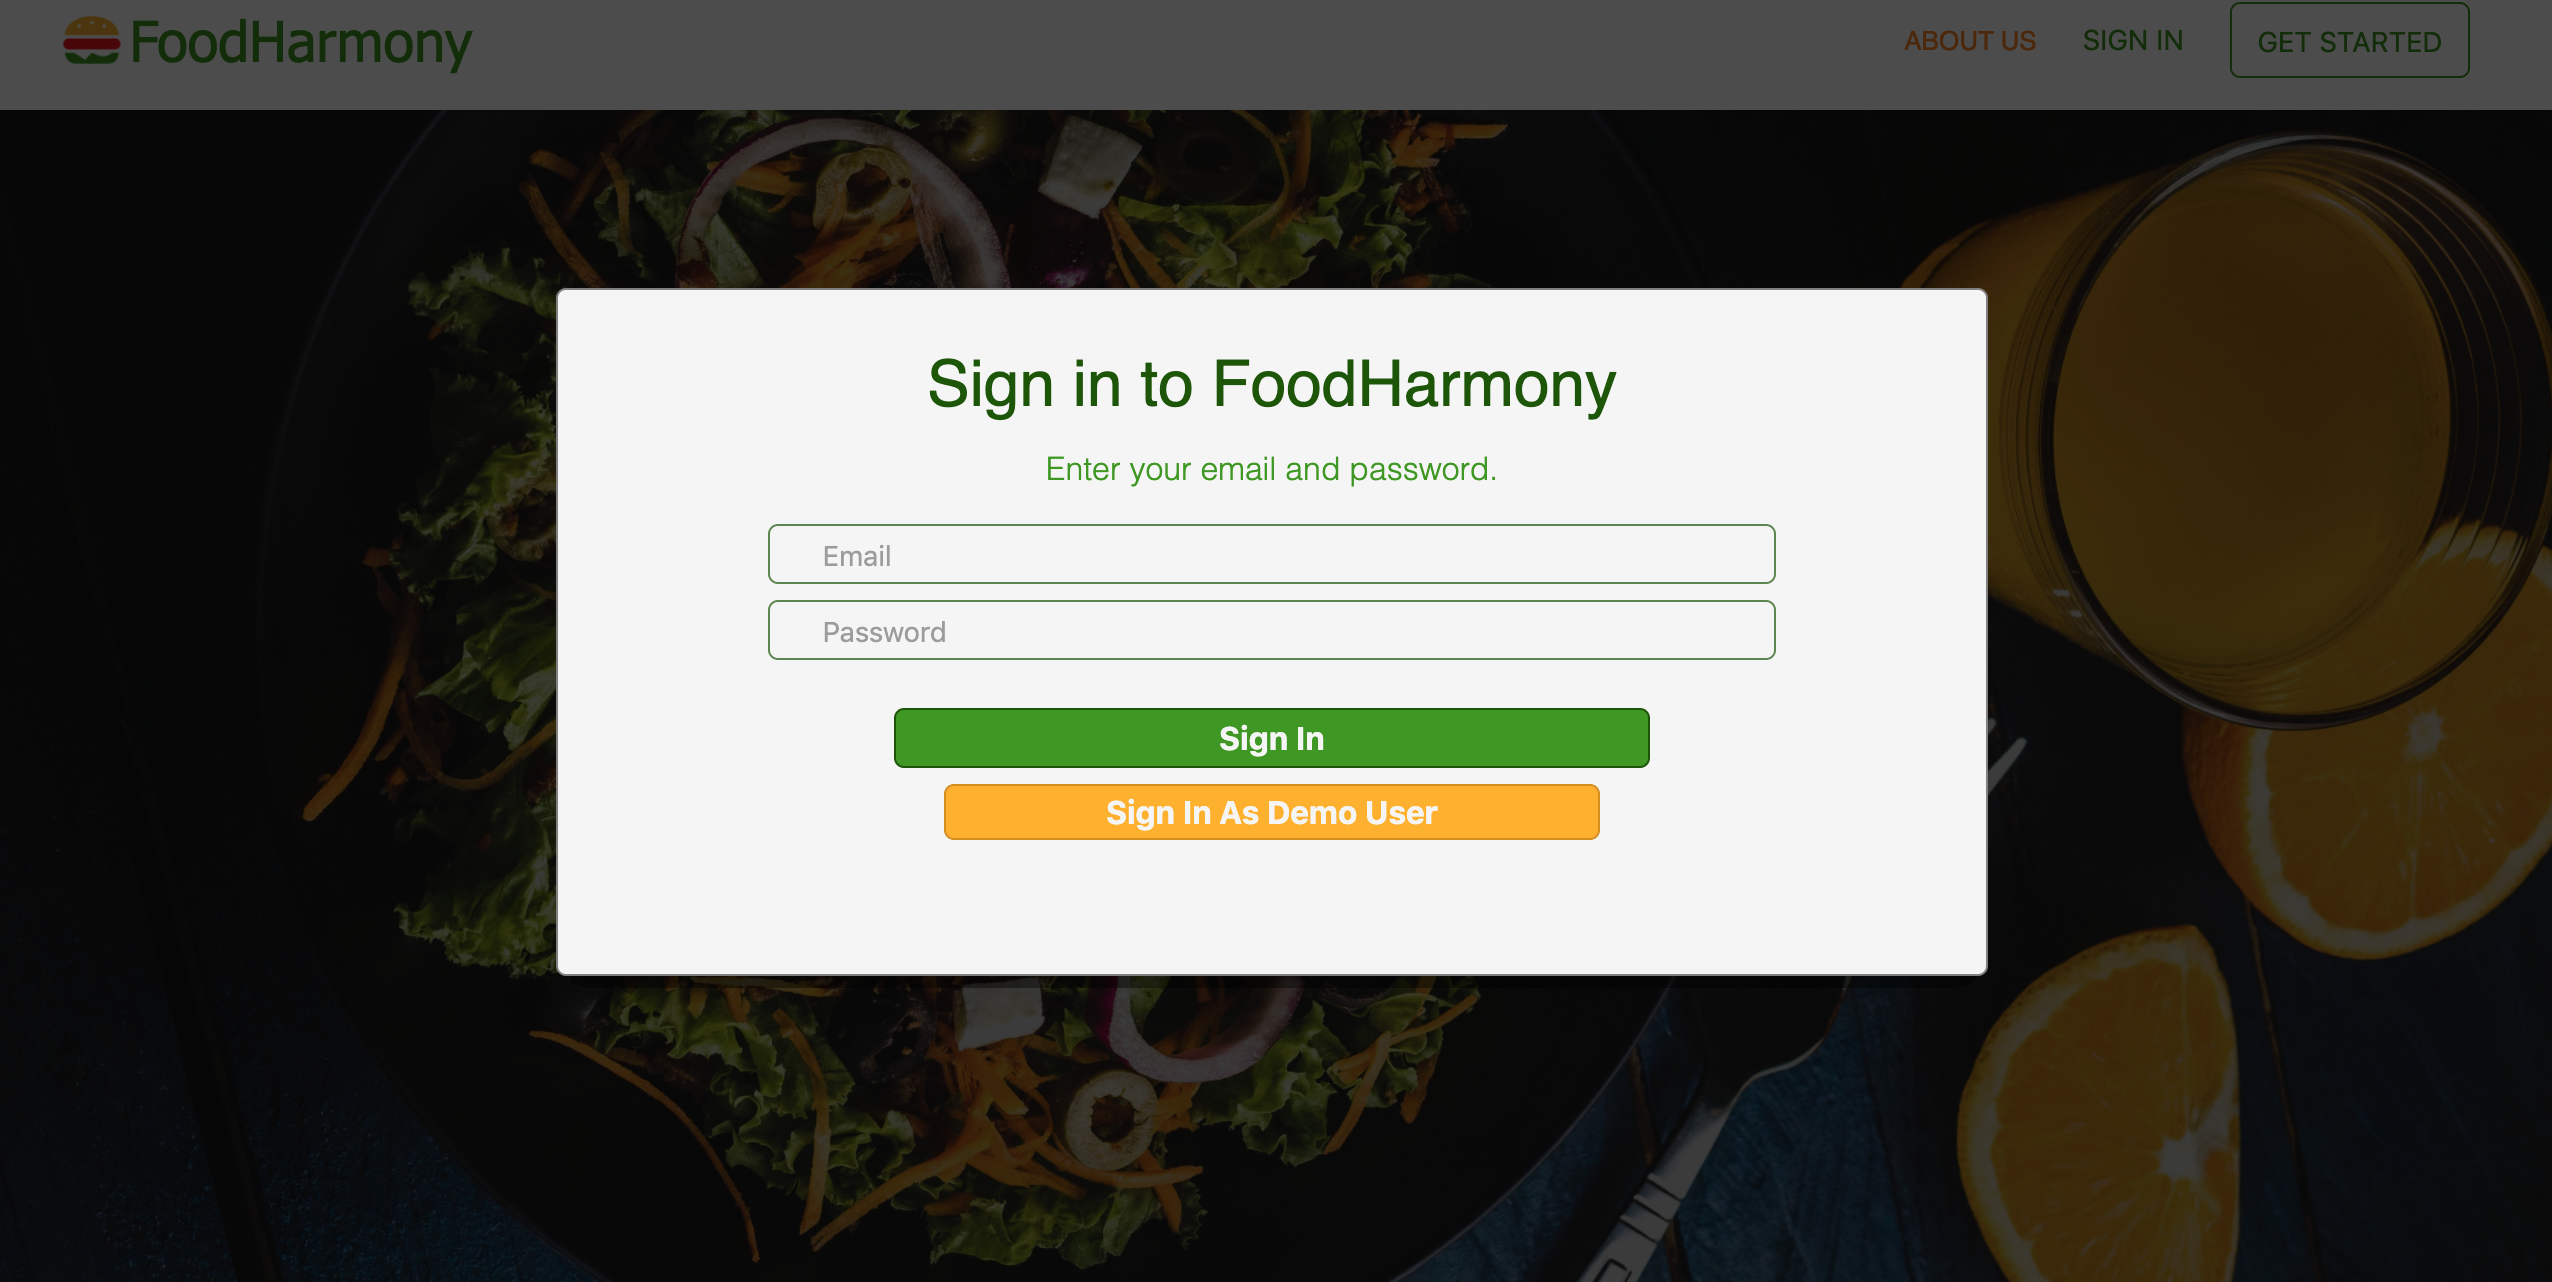 FoodHarmony
ABOUT US
SIGN IN
GET STARTED
Sign in to FoodHarmony
Enter your email and password.
Email
Password
Sign In
Sign In As Demo User